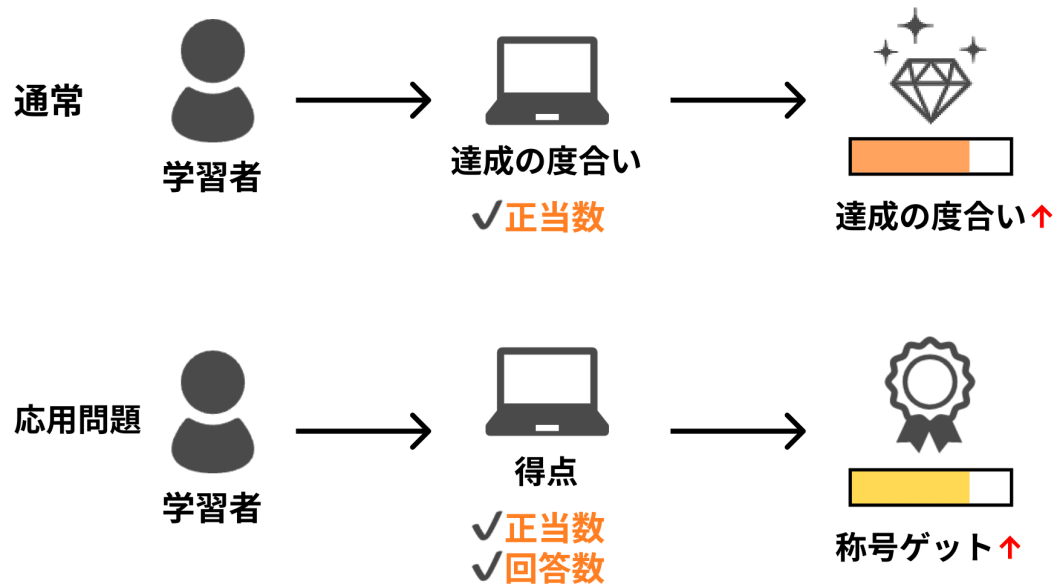 通常
学習者
達成の度合い
✓正当数
達成の度合い↑
応用問題
学習者
得点
✓正当数
✓回答数
称号ゲット↑